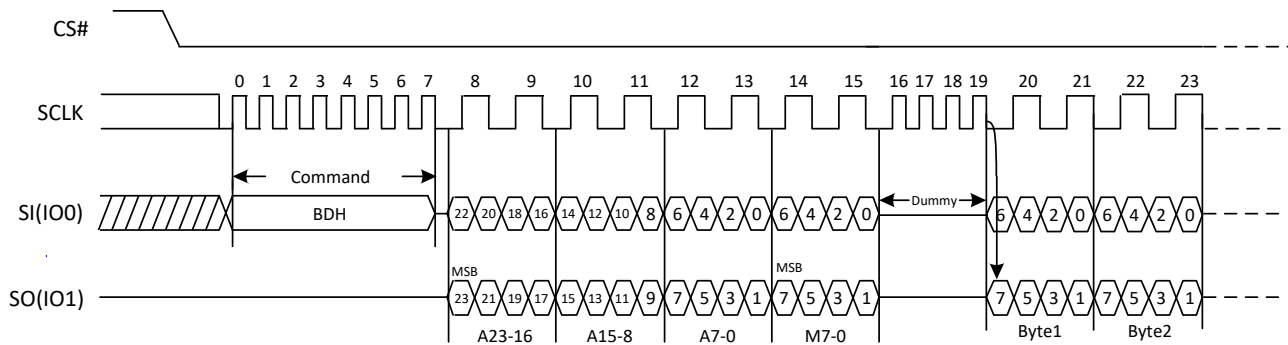 CS#
0 1 2 3 4 5 6 7 8 9 10 11 12 13 14 15 16 17 18 19 20 21 22 23
SCLK
Command
Dummy
SI(IO0) BDH 22 20 18 16 14 12 10 8 6 4 2 0 6 4 2 0 6 4 2 0 6 4 2 0
MSB MSB
SO(IO1) 23 21 19 17 15 13 11 9 7 5 3 1 7 5 3 1 7 5 3 1 7 5 3 1
A23-16 A15-8 A7-0 M7-0 Byte1 Byte2